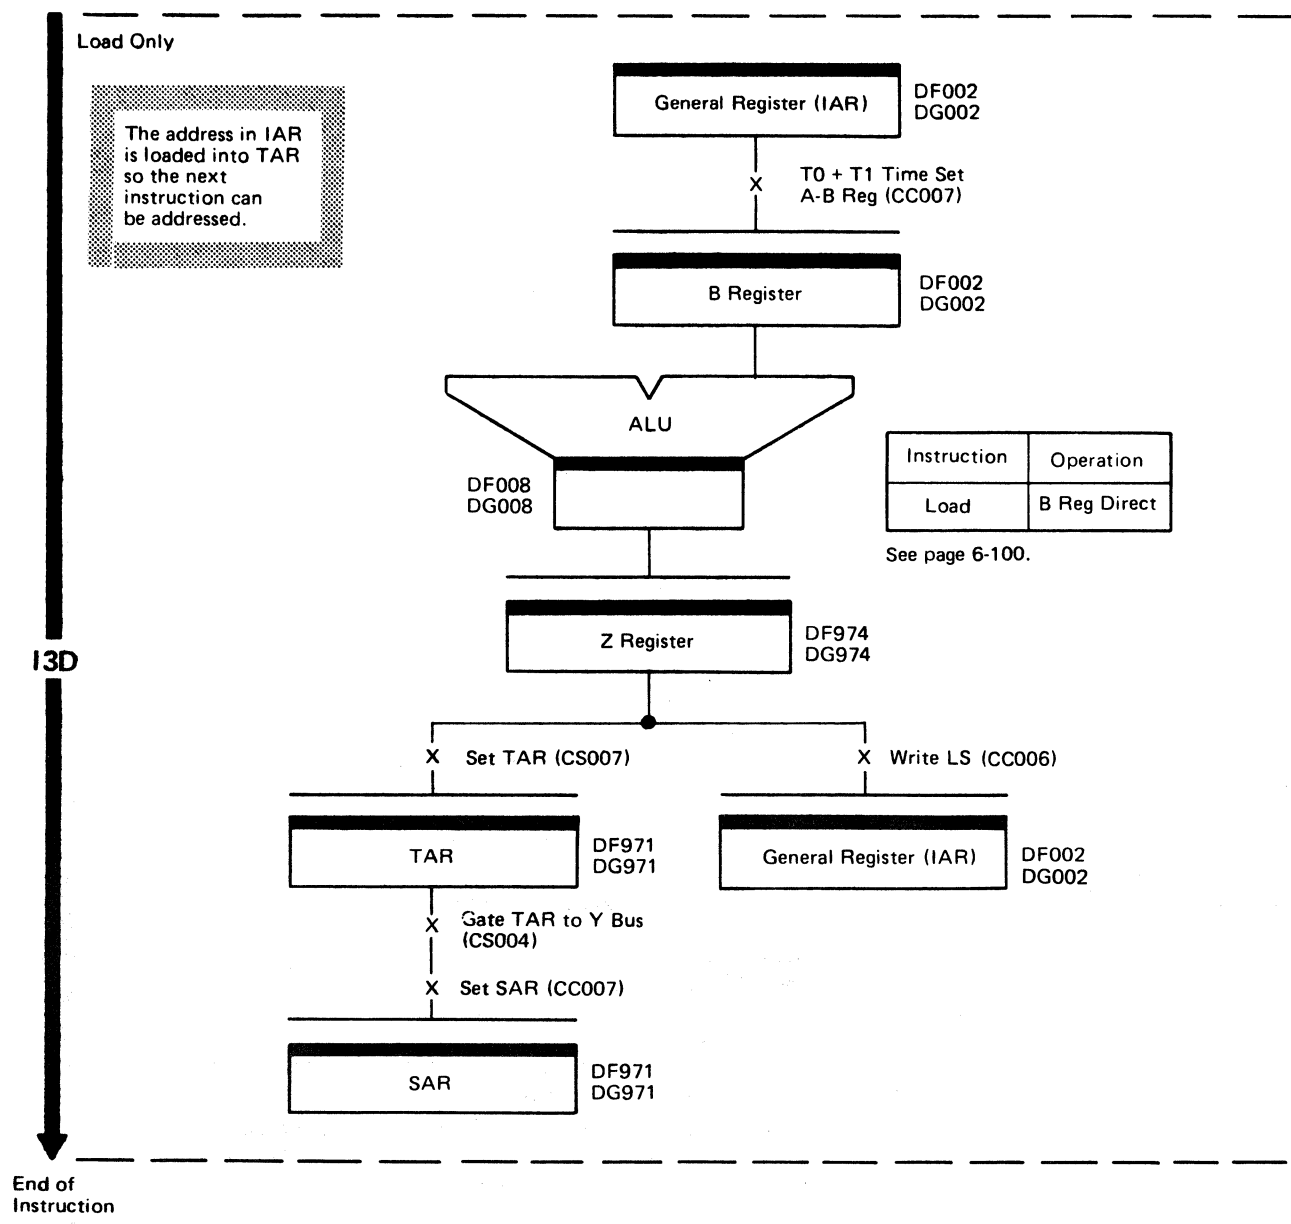 Load Only
The address in IAR
is loaded into TAR
so the next
instruction can
be addressed.
General Register (IAR)
DF002
DG002
T0 + T1 Time Set
A-B Reg (CC007)
B Register
DF002
DG002
ALU
DF008
DG008
Instruction
Operation
Load
B Reg Direct
See page 6-100.
Z Register
DF974
DG974
I3D
Set TAR (CS007)
Write LS (CC006)
TAR
DF971
DG971
General Register (IAR)
DF002
DG002
Gate TAR to Y Bus
(CS004)
Set SAR (CC007)
SAR
DF971
DG971
End of
Instruction